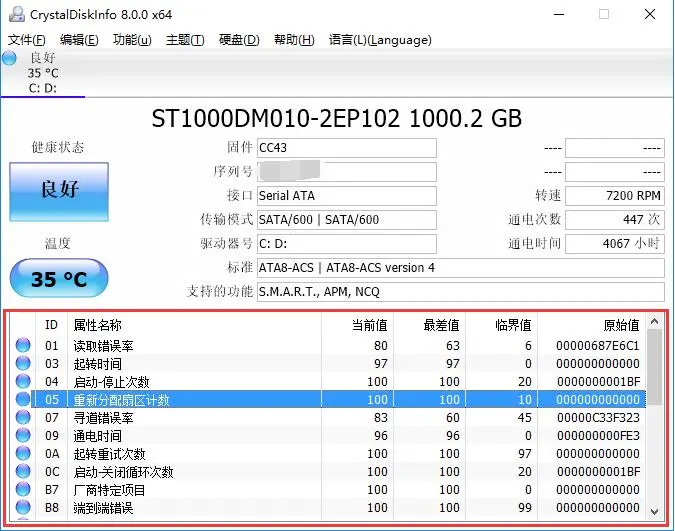 CrystalDiskInfo 8.0.0 x64
文件(F) 编辑(E) 功能(u) 主题(T) 硬盘(D) 帮助(H) 语言(L)(Language)
良好
35 °C
C: D:
ST1000DM010-2EP102 1000.2 GB
健康状态
良好
温度
35 °C
固件 CC43 ---- ----
序列号 ---- ----
接口 Serial ATA 转速 7200 RPM
传输模式 SATA/600 | SATA/600 通电次数 447 次
驱动器号 C: D: 通电时间 4067 小时
标准 ATA8-ACS | ATA8-ACS version 4
支持的功能 S.M.A.R.T., APM, NCQ
ID 属性名称 当前值 最差值 临界值 原始值
01 读取错误率 80 63 6 00000687E6C1
03 起转时间 97 97 0 000000000000
04 启动-停止次数 100 100 20 0000000001BF
05 重新分配扇区计数 100 100 10 000000000000
07 寻道错误率 83 60 45 00000C33F323
09 通电时间 96 96 0 000000000FE3
0A 起转重试次数 100 100 97 000000000000
0C 启动-关闭循环次数 100 100 20 0000000001BF
B7 厂商特定项目 100 100 0 000000000000
B8 端到端错误 100 100 99 000000000000